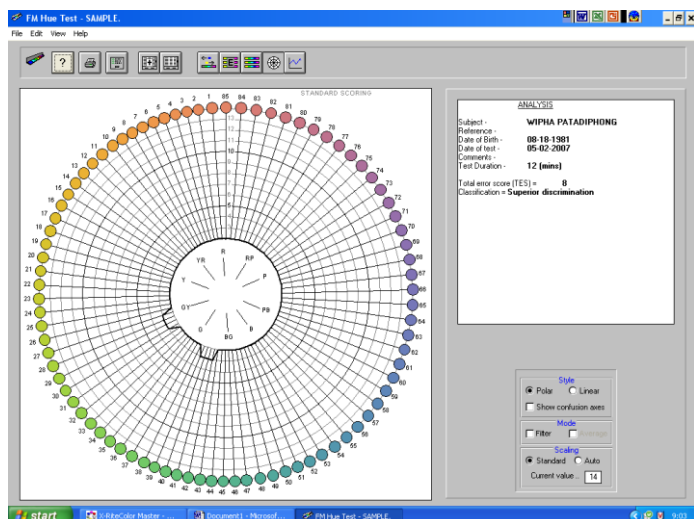 FM Hue Test - SAMPLE.
File Edit View Help
STANDARD SCORING
85 84 83 82 81 80 79 78 77 76 75 74 73 72 71 70 69 68 67 66 65 64 63 62 61 60 59 58 57 56 55 54 53 52 51 50 49 48 47 46 45 44 43 42 41 40 39 38 37 36 35 34 33 32 31 30 29 28 27 26 25 24 23 22 21 20 19 18 17 16 15 14 13 12 11 10 9 8 7 6 5 4 3 2 1
R
RP
P
PB
B
BG
G
GY
Y
YR
ANALYSIS
Subject - WIPHA PATADIPHONG
Reference -
Date of Birth - 08-18-1981
Date of test - 05-02-2007
Comments -
Test Duration - 12 (mins)
Total error score (TES) = 8
Classification = Superior discrimination
Style
Polar Linear
Show confusion axes
Mode
Filter Average
Scaling
Standard Auto
Current value... 14
start X-RiteColor Master - ... Document1 - Microsof... FM Hue Test - SAMPLE. 9:03